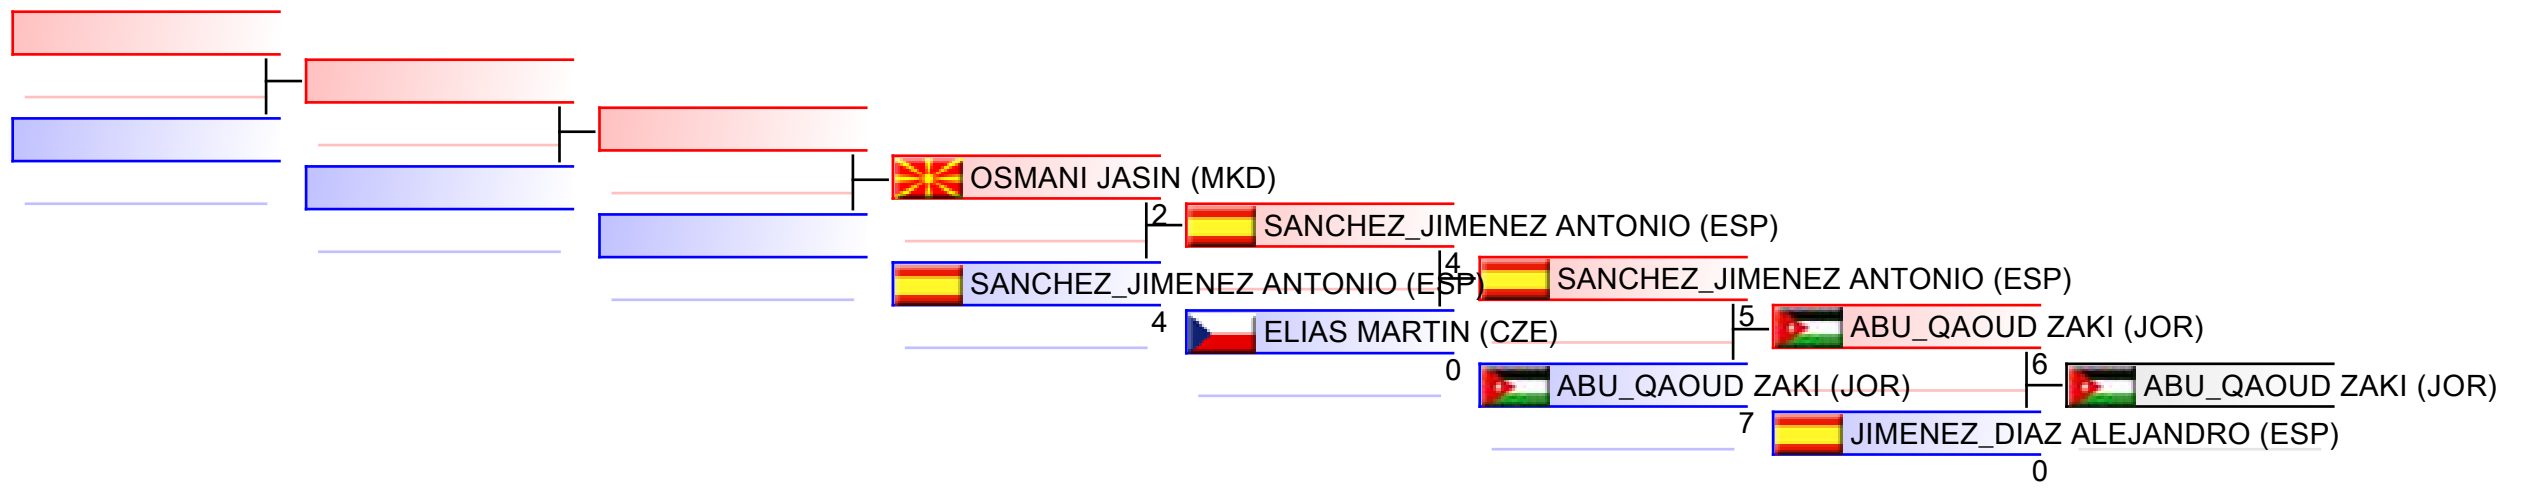 OSMANI JASIN (MKD)
2
SANCHEZ_JIMENEZ ANTONIO (ESP)
SANCHEZ_JIMENEZ ANTONIO (ESP)
4
4
SANCHEZ_JIMENEZ ANTONIO (ESP)
ELIAS MARTIN (CZE)
0
5
ABU_QAOUD ZAKI (JOR)
ABU_QAOUD ZAKI (JOR)
7
6
ABU_QAOUD ZAKI (JOR)
JIMENEZ_DIAZ ALEJANDRO (ESP)
0